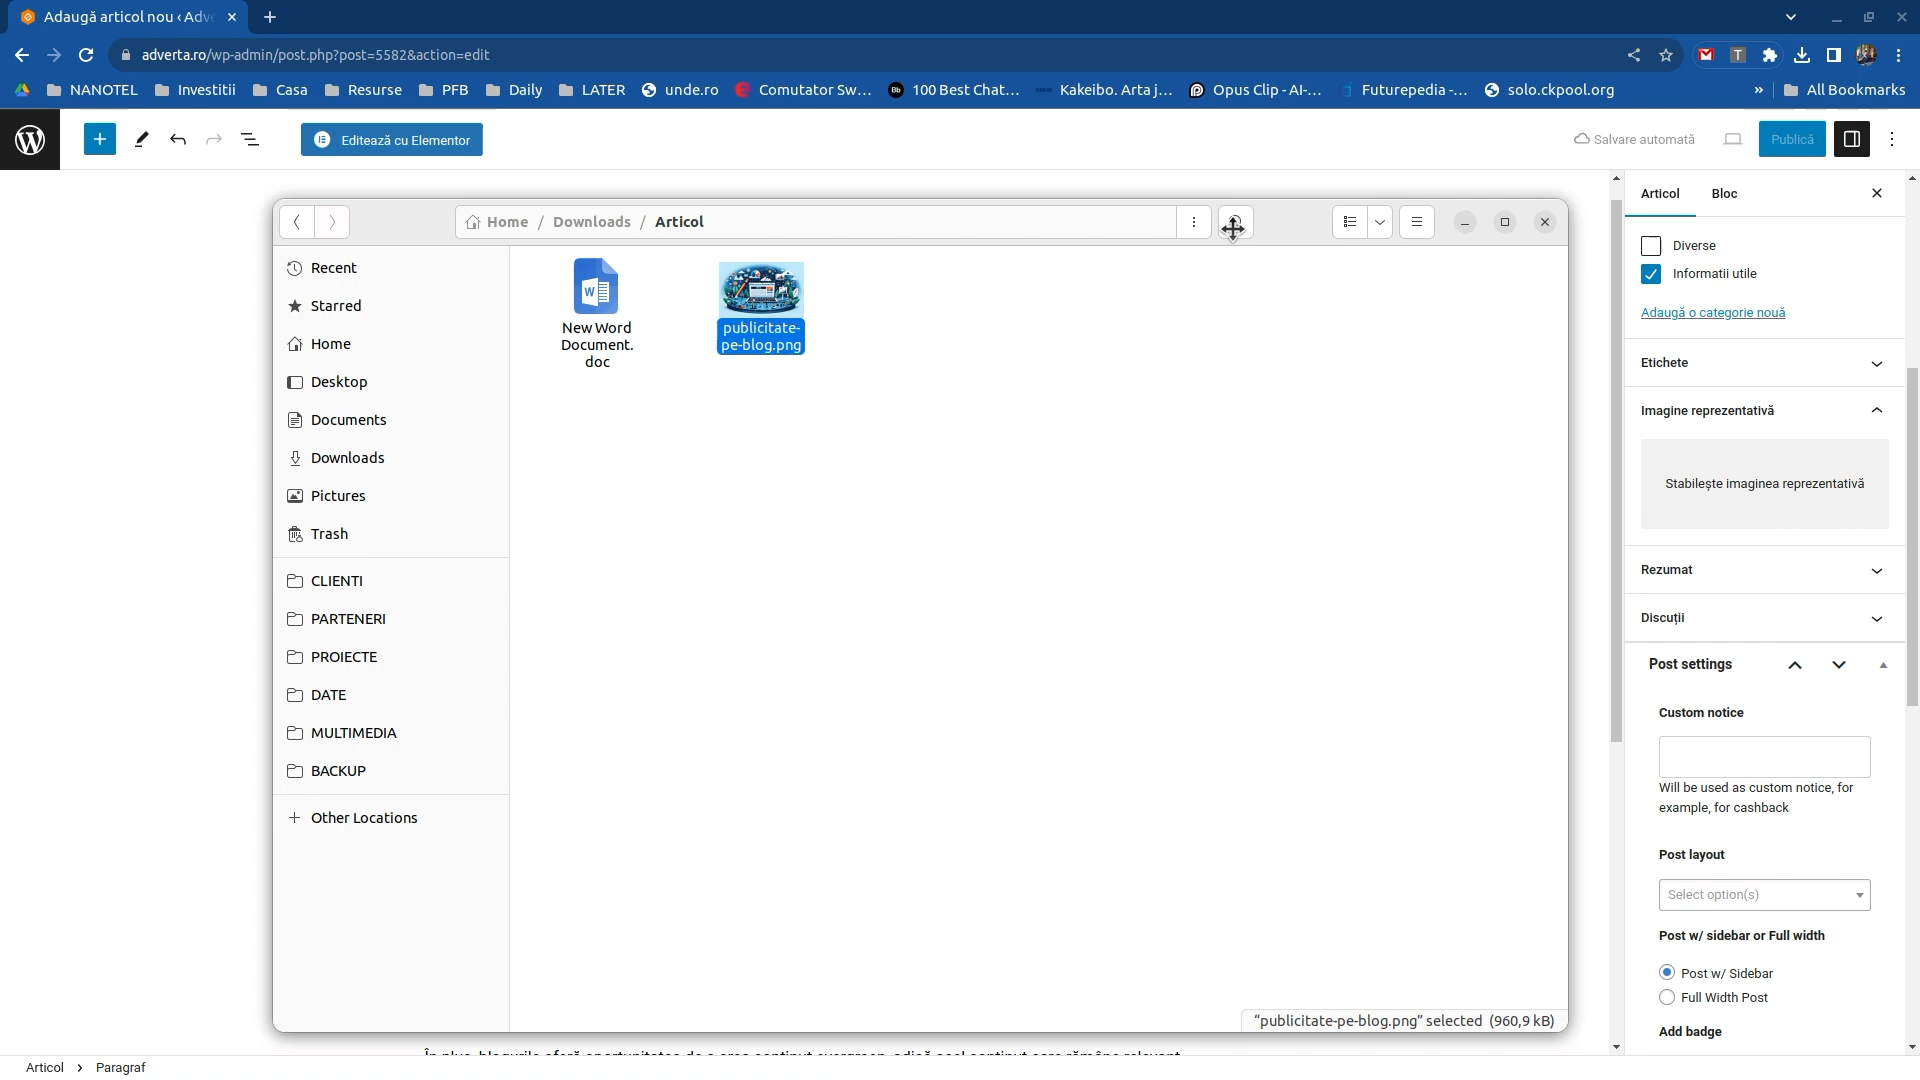 Adaugă articol nou ‹ Adv
adverta.ro/wp-admin/post.php?post=5582&action=edit
NANOTEL
Investitii
Casa
Resurse
PFB
Daily
LATER
unde.ro
Comutator Sw...
100 Best Chat...
Kakeibo. Arta j...
Opus Clip - AI-...
Futurepedia -...
solo.ckpool.org
»
All Bookmarks
Editează cu Elementor
Salvare automată
Publică
Home / Downloads / Articol
Recent
Starred
Home
Desktop
Documents
Downloads
Pictures
Trash
CLIENTI
PARTENERI
PROIECTE
DATE
MULTIMEDIA
BACKUP
Other Locations
New Word
Document.
doc
publicitate-
pe-blog.png
"publicitate-pe-blog.png" selected (960,9 kB)
Articol
Bloc
Diverse
Informatii utile
Adaugă o categorie nouă
Etichete
Imagine reprezentativă
Stabilește imaginea reprezentativă
Rezumat
Discuții
Post settings
Custom notice
Will be used as custom notice, for
example, for cashback
Post layout
Select option(s)
Post w/ sidebar or Full width
Post w/ Sidebar
Full Width Post
Add badge
Articol › Paragraf